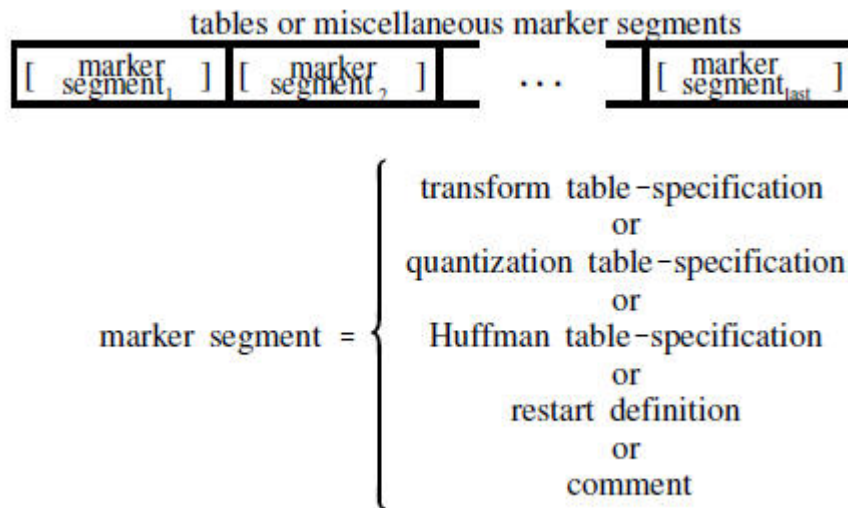 tables or miscellaneous marker segments
[ marker segment₁ ] [ marker segment₂ ] ... [ marker segment_last ]
transform table-specification
or
quantization table-specification
or
marker segment = Huffman table-specification
or
restart definition
or
comment